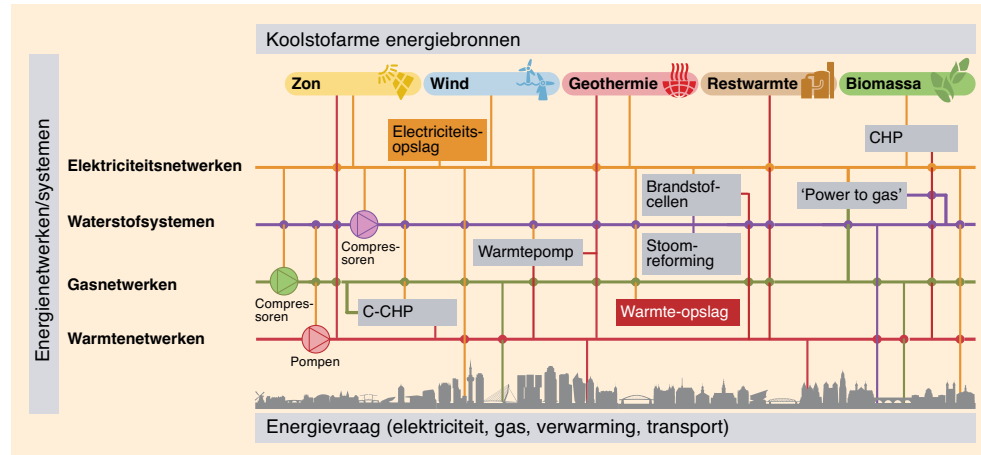 Koolstofarme energiebronnen
Energienetwerken/systemen
Zon
Wind
Geothermie
Restwarmte
Biomassa
Electriciteits-
opslag
CHP
Elektriciteitsnetwerken
Brandstof-
cellen
'Power to gas'
Waterstofsystemen
Compres-
soren
Warmtepomp
Stoom-
reforming
Gasnetwerken
Compres-
soren
C-CHP
Warmte-opslag
Warmtenetwerken
Pompen
Energievraag (elektriciteit, gas, verwarming, transport)